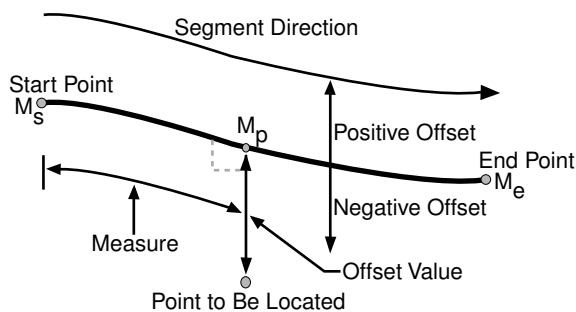 Segment Direction
Start Point
Ms
Mp
Positive Offset
End Point
Me
Negative Offset
Measure
Offset Value
Point to Be Located